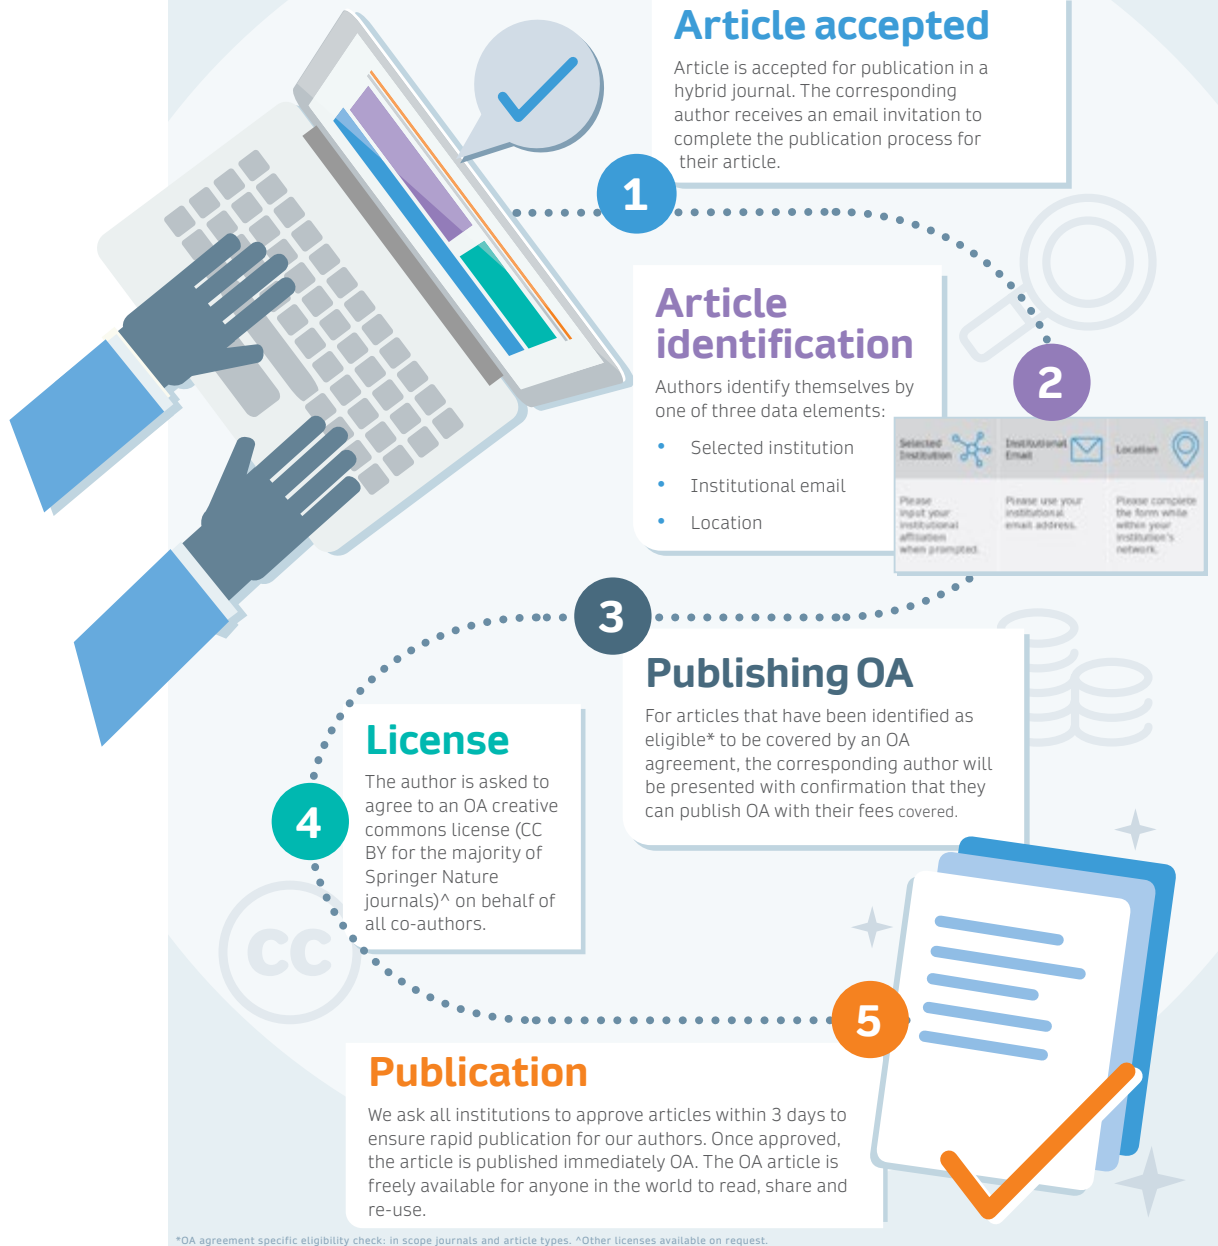 Article accepted
Article is accepted for publication in a
hybrid journal. The corresponding
author receives an email invitation to
complete the publication process for
their article.
1
Article
identification
Authors identify themselves by
one of three data elements:
• Selected institution
• Institutional email
• Location
2
Selected
Institution
Institutional
Email
Location
Please
input your
institutional
affiliation
when prompted.
Please use your
institutional
email address.
Please complete
the form while
within your
institution's
network.
3
Publishing OA
For articles that have been identified as
eligible* to be covered by an OA
agreement, the corresponding author will
be presented with confirmation that they
can publish OA with their fees covered.
License
The author is asked to
agree to an OA creative
commons license (CC
BY for the majority of
Springer Nature
journals)^ on behalf of
all co-authors.
4
cc
5
Publication
We ask all institutions to approve articles within 3 days to
ensure rapid publication for our authors. Once approved,
the article is published immediately OA. The OA article is
freely available for anyone in the world to read, share and
re-use.
*OA agreement specific eligibility check: in scope journals and article types. ^Other licenses available on request.